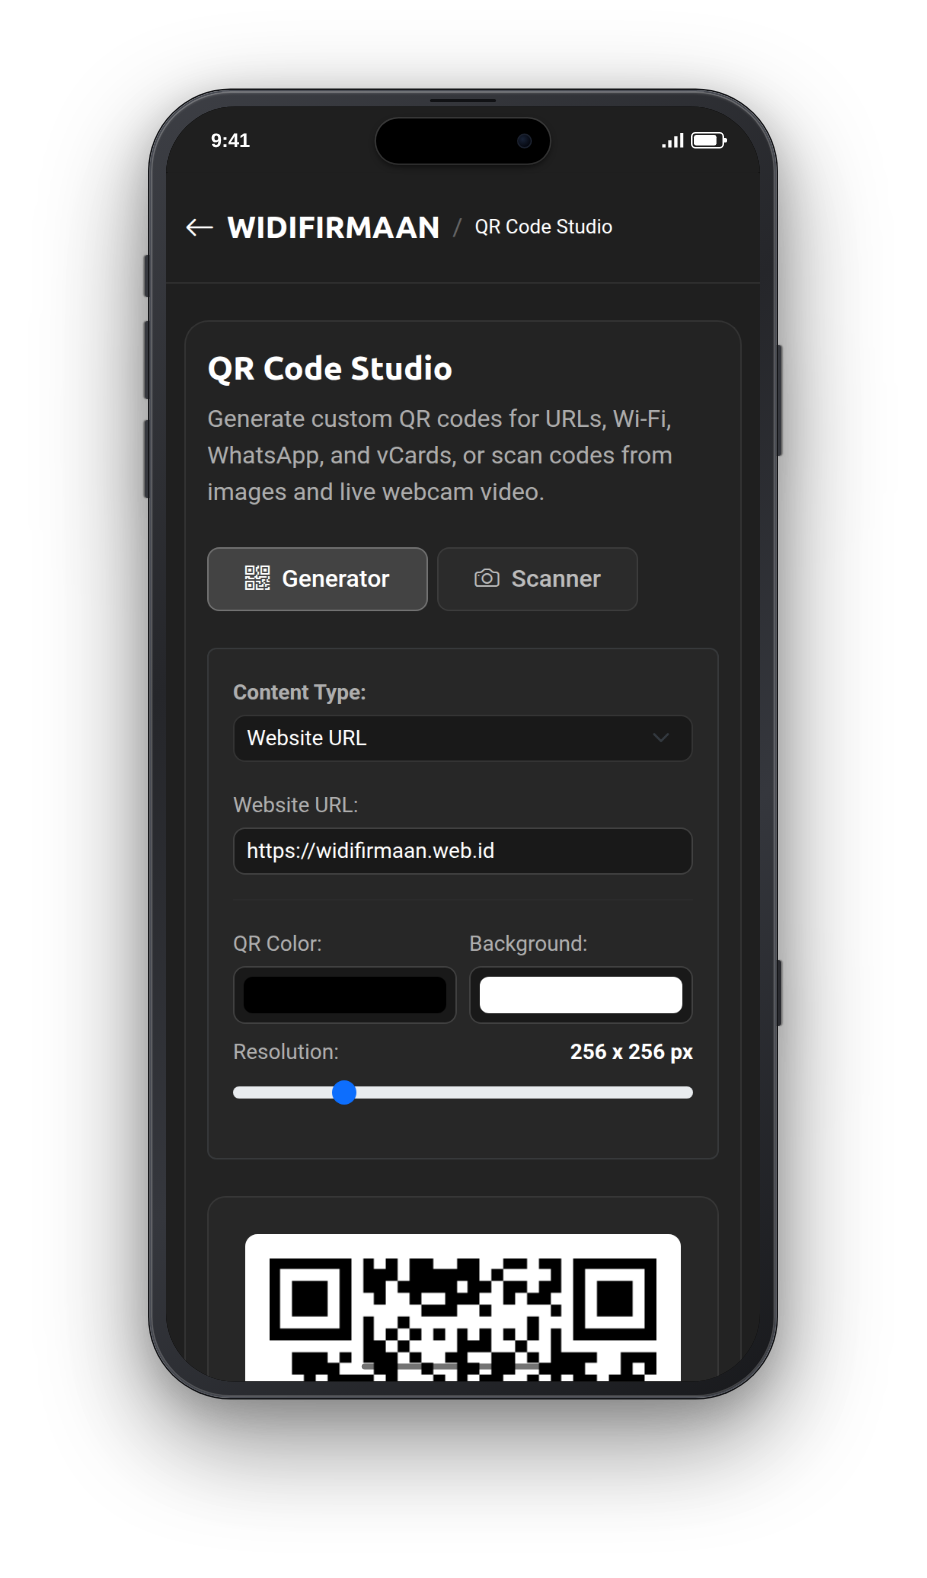 9:41
WIDIFIRMAAN / QR Code Studio
QR Code Studio
Generate custom QR codes for URLs, Wi-Fi,
WhatsApp, and vCards, or scan codes from
images and live webcam video.
Generator
Scanner
Content Type:
Website URL
Website URL:
https://widifirmaan.web.id
QR Color:
Background:
Resolution:
256 x 256 px